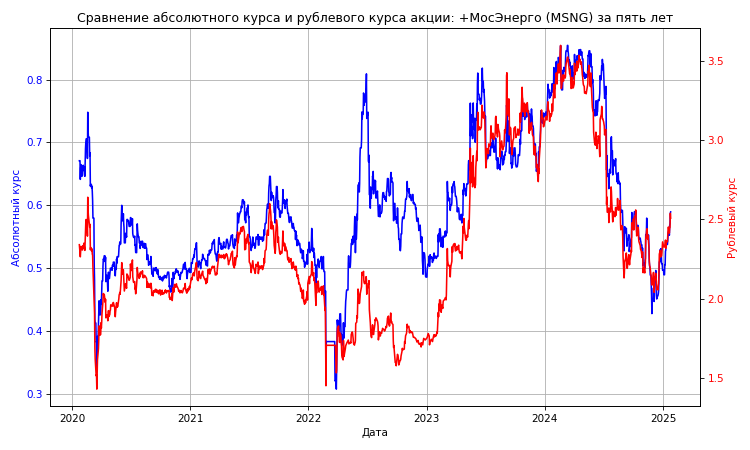 Сравнение абсолютного курса и рублевого курса акции: +МосЭнерго (MSNG) за пять лет
Абсолютный курс
0.8
0.7
0.6
0.5
0.4
0.3
3.5
3.0
2.5
2.0
1.5
Рублевый курс
2020 2021 2022 2023 2024 2025
Дата